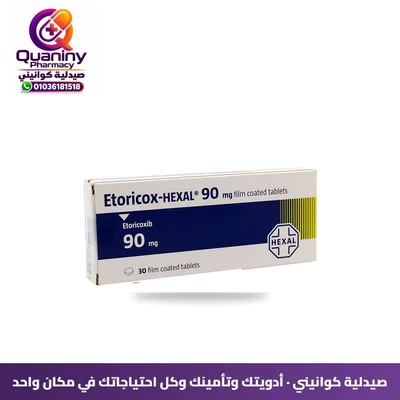 Quaniny
Pharmacy
صيدلية كوانيني
01036181518
Etoricox-HEXAL® 90 mg film coated tablets
Etoricoxib
90 mg
30 film coated tablets
HEXAL
صيدلية كوانيني · أدويتك وتأمينك وكل احتياجاتك في مكان واحد